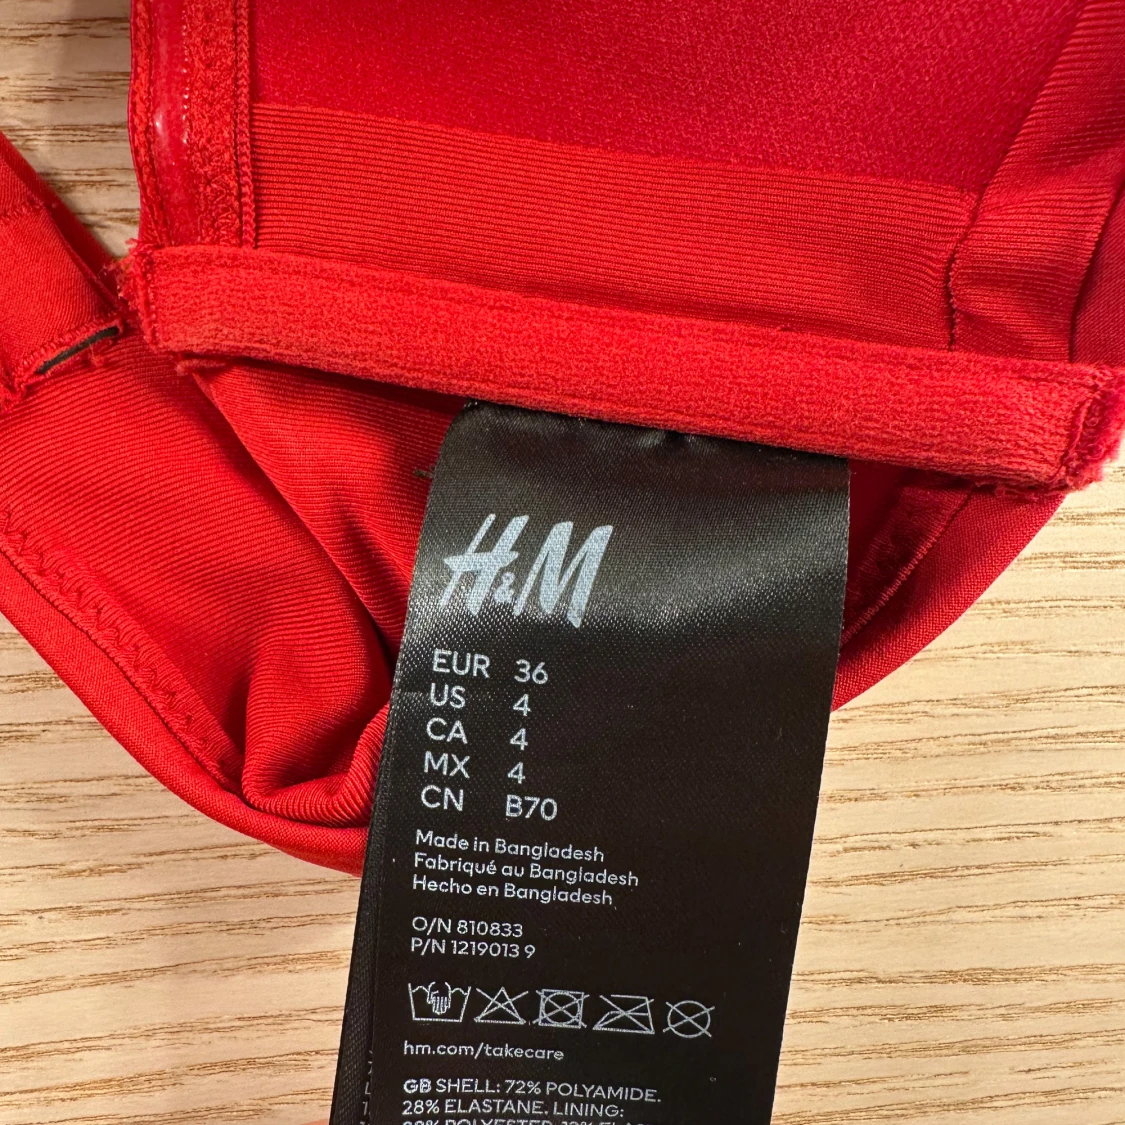 H&M
EUR 36
US 4
CA 4
MX 4
CN B70
Made in Bangladesh
Fabriqué au Bangladesh
Hecho en Bangladesh
O/N 810833
P/N 1219013 9
hm.com/takecare
GB SHELL: 72% POLYAMIDE.
28% ELASTANE. LINING: